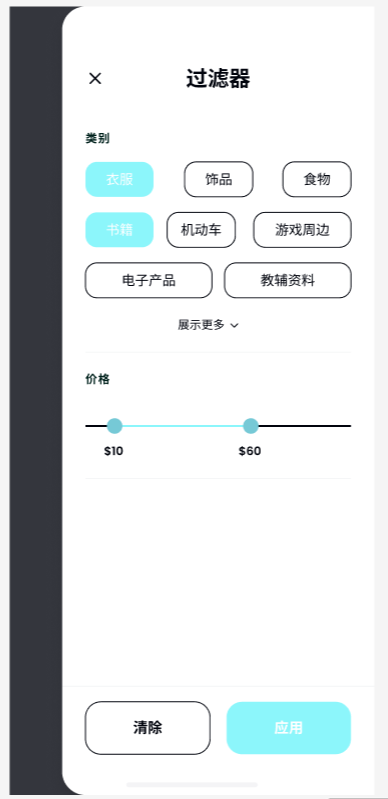 过滤器
类别
衣服 饰品 食物
书籍 机动车 游戏周边
电子产品 教辅资料
展示更多
价格
$10 $60
清除 应用